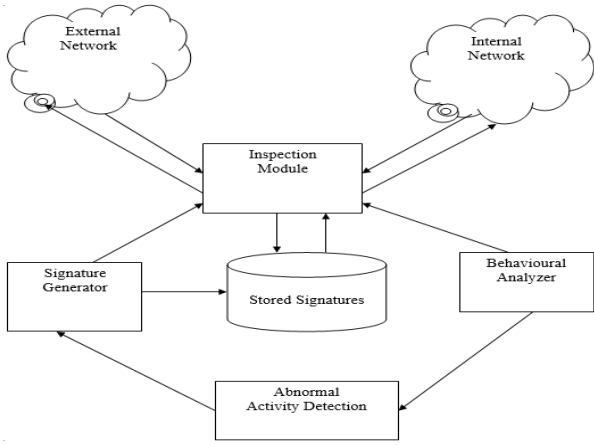 External
Network
Internal
Network
Inspection
Module
Signature
Generator
Stored Signatures
Behavioural
Analyzer
Abnormal
Activity Detection